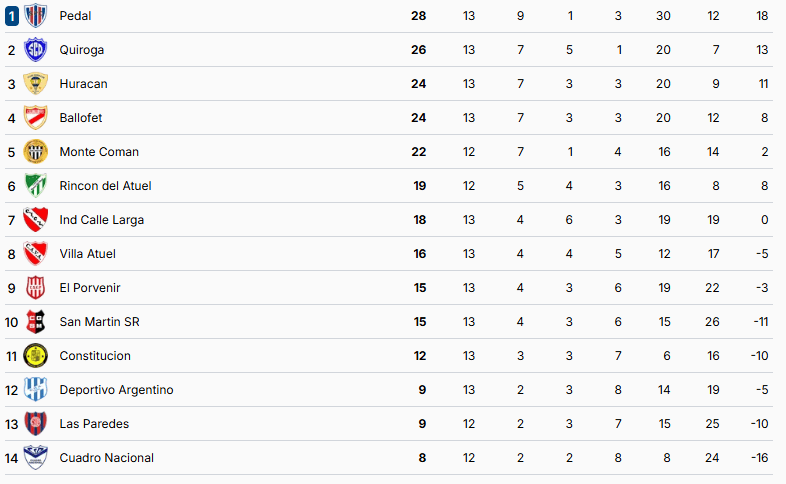 1 Pedal 28 13 9 1 3 30 12 18
2 Quiroga 26 13 7 5 1 20 7 13
3 Huracan 24 13 7 3 3 20 9 11
4 Ballofet 24 13 7 3 3 20 12 8
5 Monte Coman 22 12 7 1 4 16 14 2
6 Rincon del Atuel 19 12 5 4 3 16 8 8
7 Ind Calle Larga 18 13 4 6 3 19 19 0
8 Villa Atuel 16 13 4 4 5 12 17 -5
9 El Porvenir 15 13 4 3 6 19 22 -3
10 San Martin SR 15 13 4 3 6 15 26 -11
11 Constitucion 12 13 3 3 7 6 16 -10
12 Deportivo Argentino 9 13 2 3 8 14 19 -5
13 Las Paredes 9 12 2 3 7 15 25 -10
14 Cuadro Nacional 8 12 2 2 8 8 24 -16